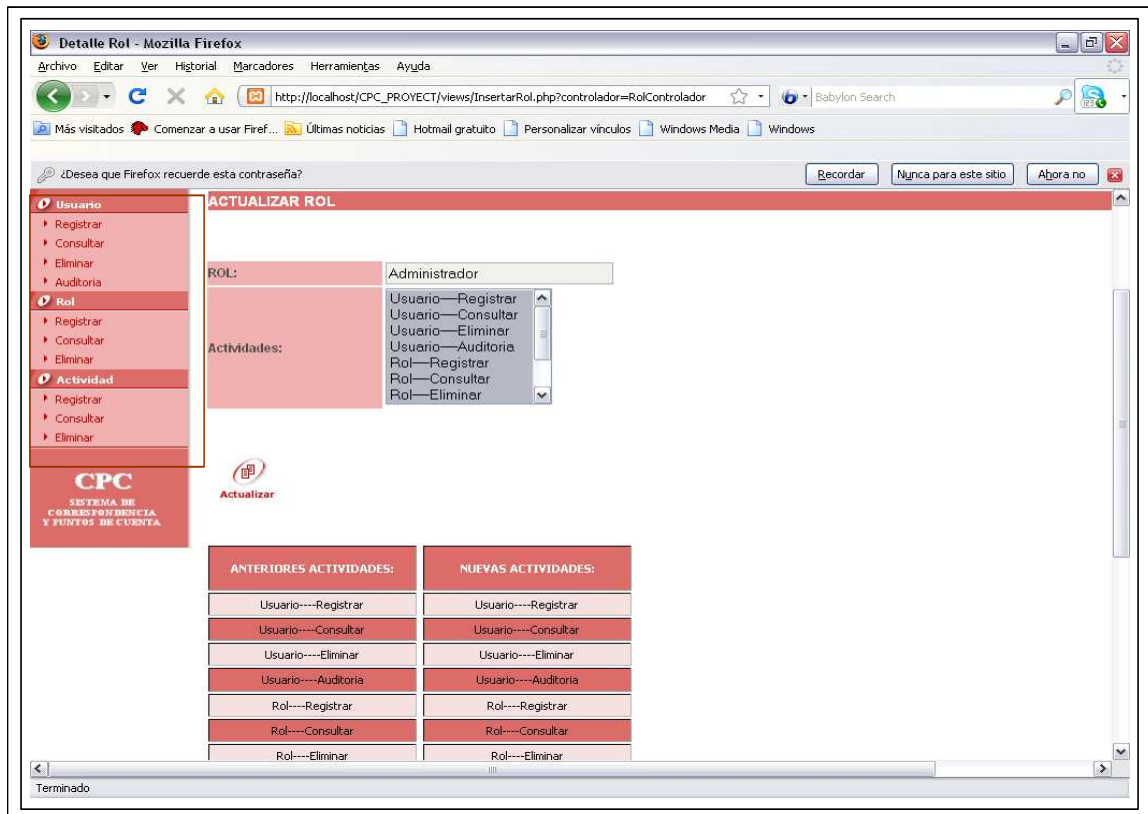 Detalle Rol - Mozilla Firefox
Archivo Editar Ver Historial Marcadores Herramientas Ayuda
http://localhost/CPC_PROYECT/views/InsertarRol.php?controlador=RolControlador
Babylon Search
Más visitados Comenzar a usar Firef... Últimas noticias Hotmail gratuito Personalizar vínculos Windows Media Windows
¿Desea que Firefox recuerde esta contraseña? Recordar Nunca para este sitio Ahora no
Usuario
Registrar
Consultar
Eliminar
Auditoria
Rol
Registrar
Consultar
Eliminar
Actividad
Registrar
Consultar
Eliminar
CPC
SISTEMA DE
CORRESPONDENCIA
Y PUNTOS DE CUENTA
ACTUALIZAR ROL
ROL: Administrador
Actividades:
Usuario—Registrar
Usuario—Consultar
Usuario—Eliminar
Usuario—Auditoria
Rol—Registrar
Rol—Consultar
Rol—Eliminar
Actualizar
ANTERIORES ACTIVIDADES: NUEVAS ACTIVIDADES:
Usuario----Registrar Usuario----Registrar
Usuario----Consultar Usuario----Consultar
Usuario----Eliminar Usuario----Eliminar
Usuario----Auditoria Usuario----Auditoria
Rol----Registrar Rol----Registrar
Rol----Consultar Rol----Consultar
Rol----Eliminar Rol----Eliminar
Terminado